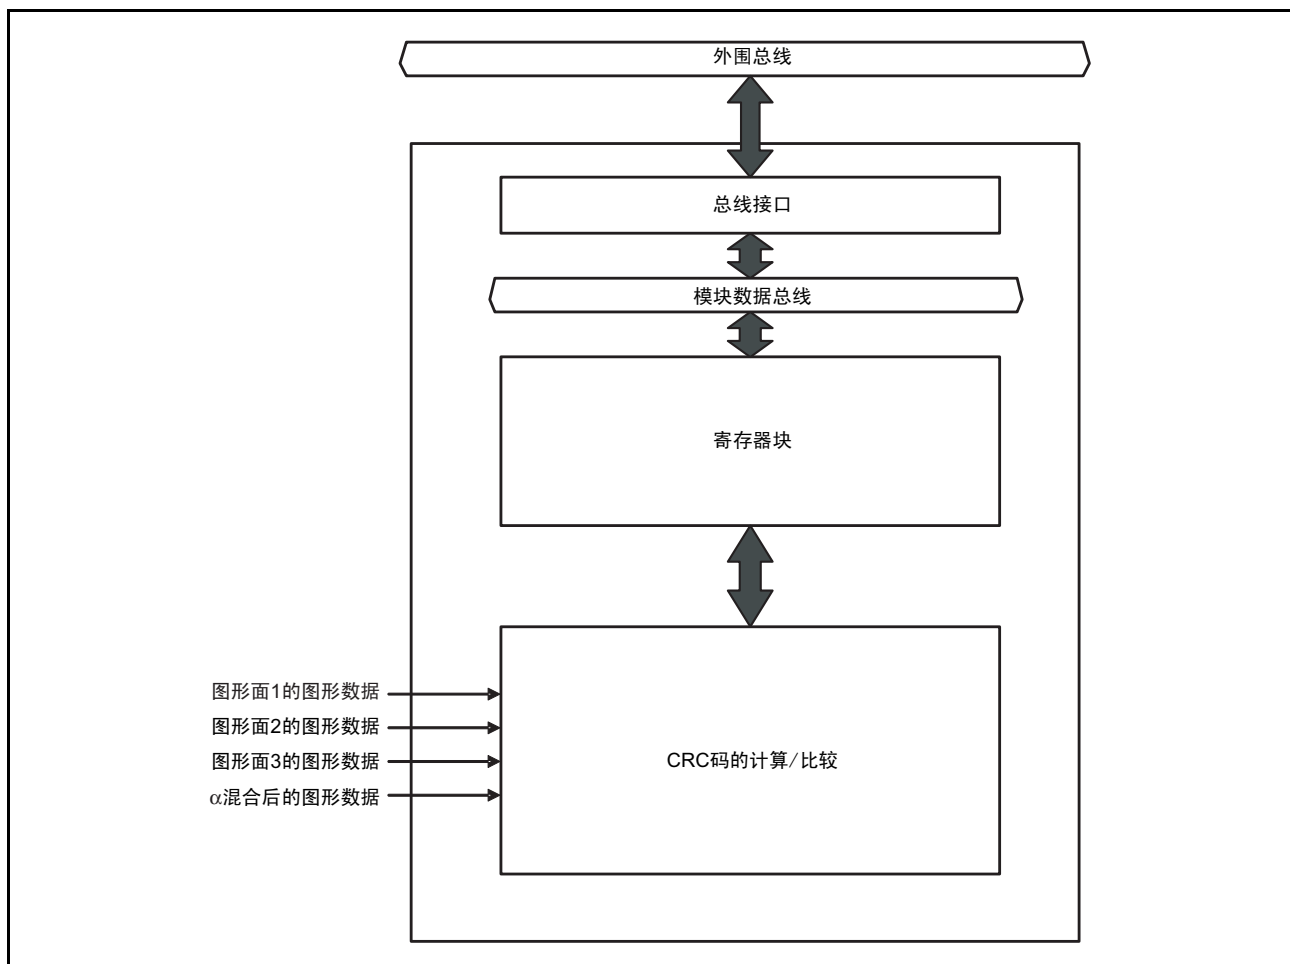 外围总线
总线接口
模块数据总线
寄存器块
图形面1的图形数据
图形面2的图形数据
图形面3的图形数据
α混合后的图形数据
CRC码的计算/比较